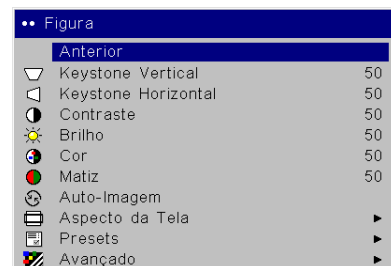 •• Figura
Anterior
Keystone Vertical 50
Keystone Horizontal 50
Contraste 50
Brilho 50
Cor 50
Matiz 50
Auto-Imagem
Aspecto da Tela
Presets
Avançado